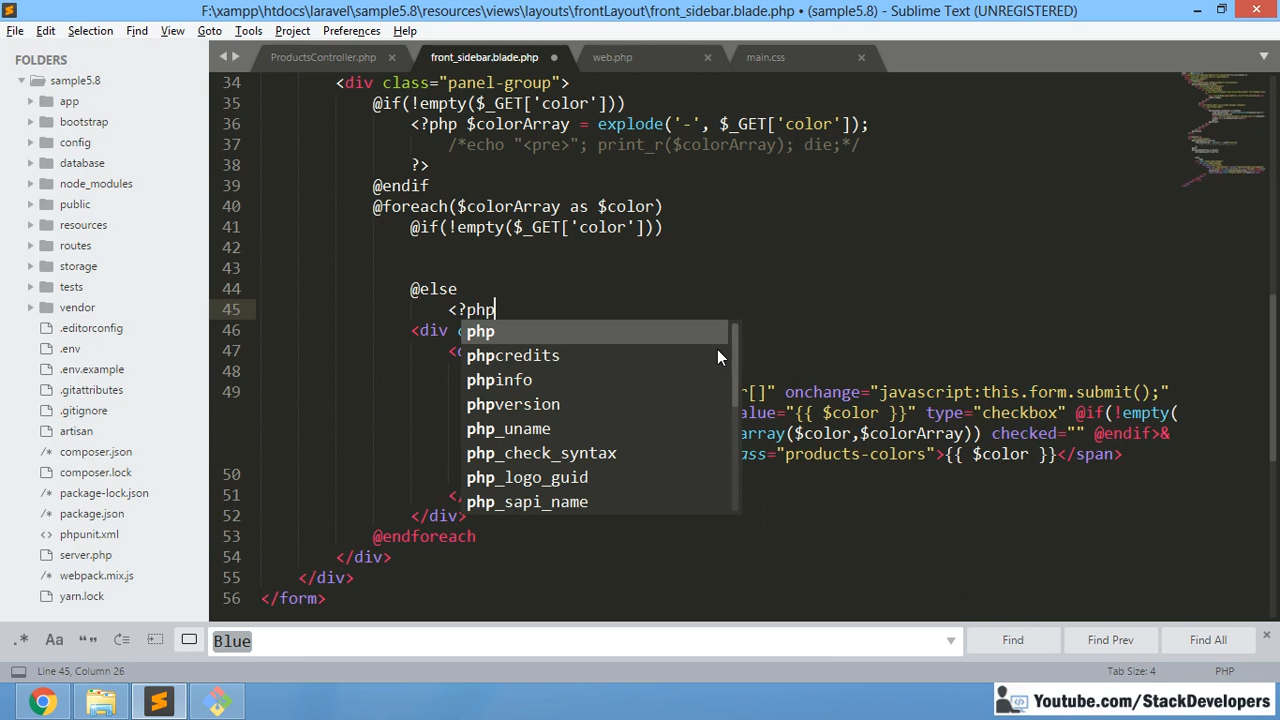 F:\xampp\htdocs\laravel\sample5.8\resources\views\layouts\frontLayout\front_sidebar.blade.php • (sample5.8) - Sublime Text (UNREGISTERED)
File Edit Selection Find View Goto Tools Project Preferences Help
FOLDERS
sample5.8
app
bootstrap
config
database
node_modules
public
resources
routes
storage
tests
vendor
.editorconfig
.env
.env.example
.gitattributes
.gitignore
artisan
composer.json
composer.lock
package-lock.json
package.json
phpunit.xml
server.php
webpack.mix.js
yarn.lock
ProductsController.php front_sidebar.blade.php web.php main.css
34 <div class="panel-group">
35 @if(!empty($_GET['color']))
36 <?php $colorArray = explode('-', $_GET['color']);
37 /*echo "<pre>"; print_r($colorArray); die;*/
38 ?>
39 @endif
40 @foreach($colorArray as $color)
41 @if(!empty($_GET['color']))
42
43
44 @else
45 <?php
46 <div
47
48
49 r[]" onchange="javascript:this.form.submit();"
alue="{{ $color }}" type="checkbox" @if(!empty(
array($color,$colorArray)) checked="" @endif>&
ass="products-colors">{{ $color }}</span>
50
51 </
52 </div>
53 @endforeach
54 </div>
55 </div>
56 </form>
php
phpcredits
phpinfo
phpversion
php_uname
php_check_syntax
php_logo_guid
php_sapi_name
.* Aa “” Blue Find Find Prev Find All
Line 45, Column 26 Tab Size: 4 PHP
Youtube.com/StackDevelopers